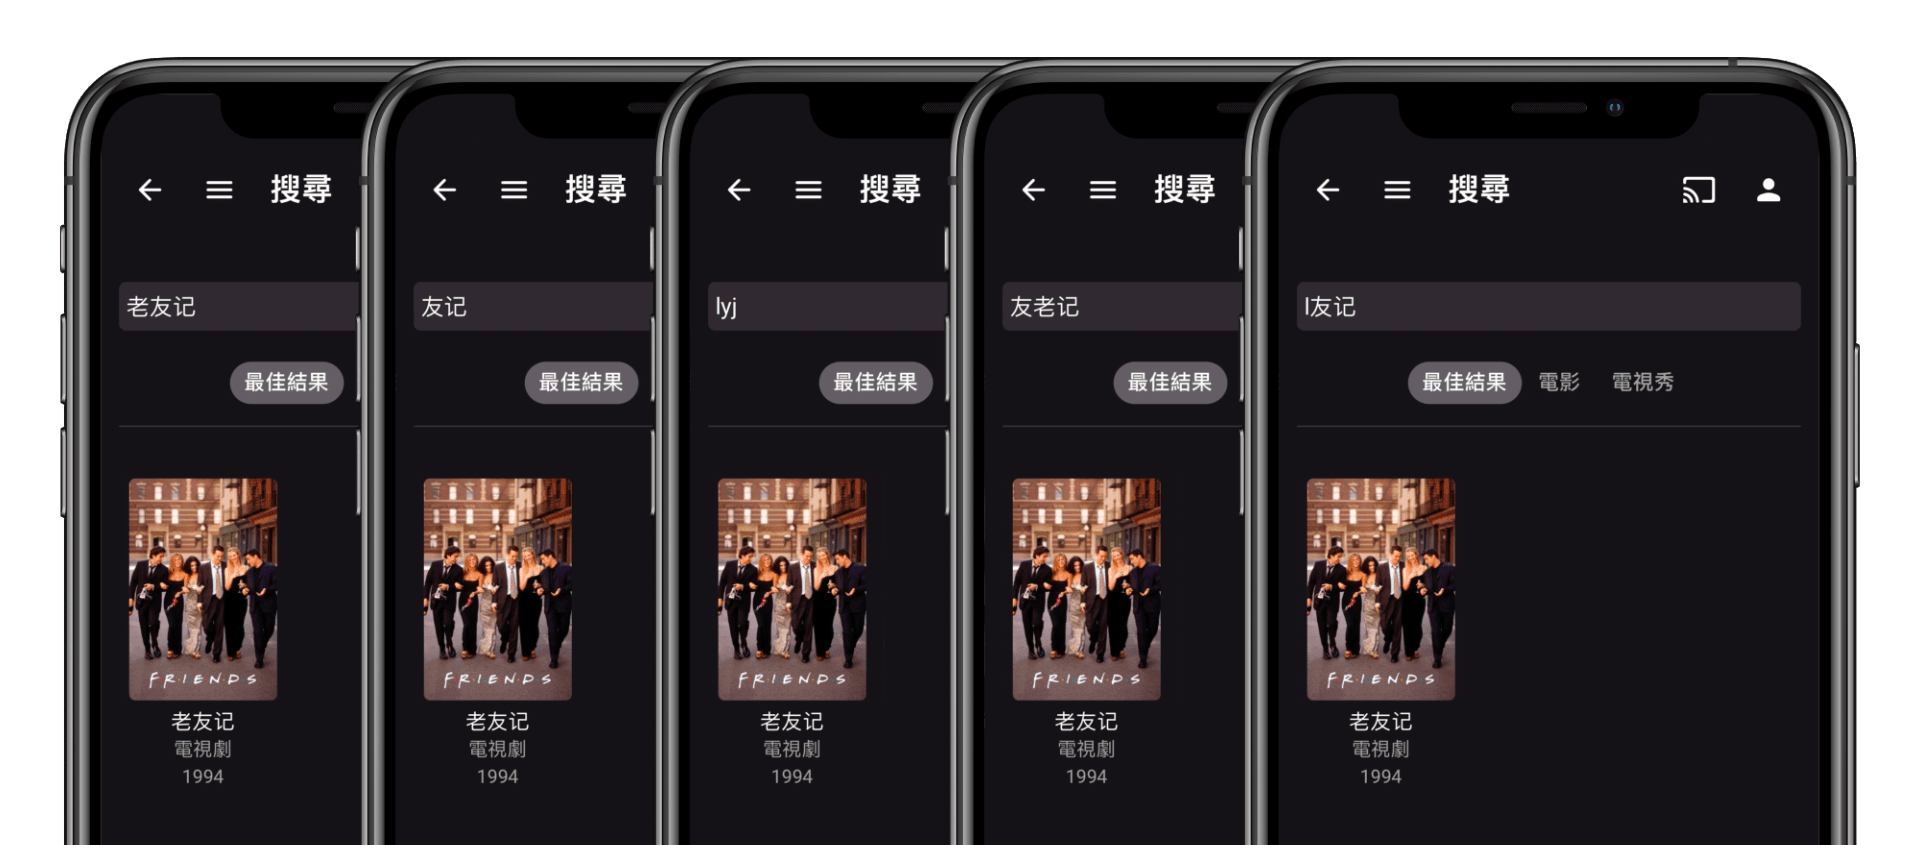 搜尋
老友记
最佳結果
FRIENDS
老友记
電視劇
1994
搜尋
友记
最佳結果
FRIENDS
老友记
電視劇
1994
搜尋
lyj
最佳結果
FRIENDS
老友记
電視劇
1994
搜尋
友老记
最佳結果
FRIENDS
老友记
電視劇
1994
搜尋
l友记
最佳結果 電影 電視秀
FRIENDS
老友记
電視劇
1994